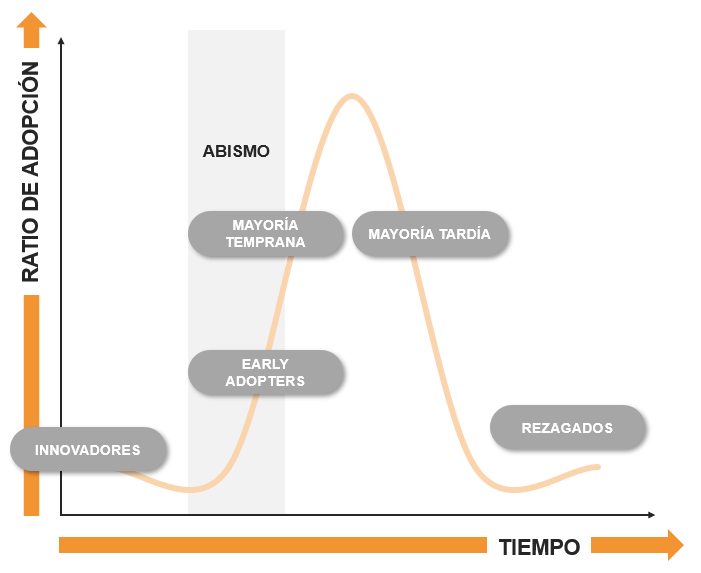 RATIO DE ADOPCIÓN
ABISMO
MAYORÍA
TEMPRANA
MAYORÍA TARDÍA
EARLY
ADOPTERS
REZAGADOS
INNOVADORES
TIEMPO